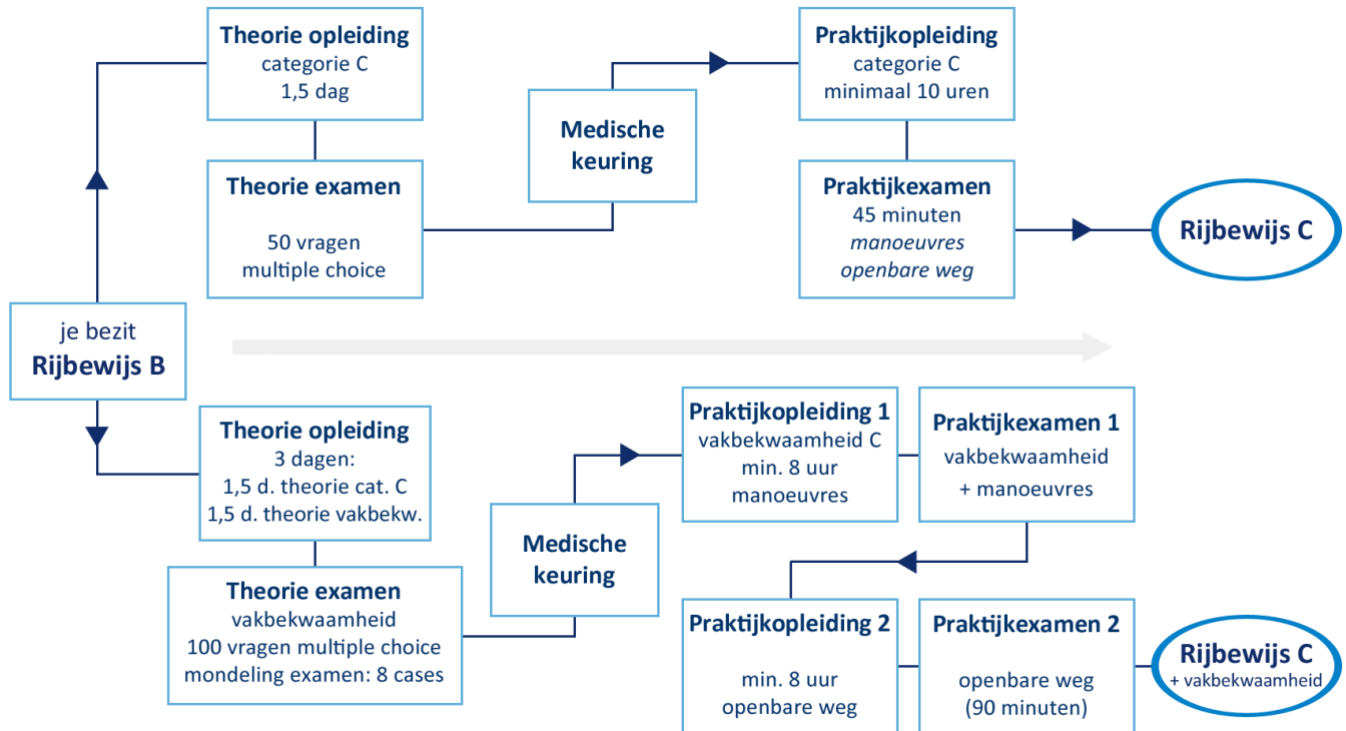 je bezit
Rijbewijs B
Theorie opleiding
categorie C
1,5 dag
Theorie examen
50 vragen
multiple choice
Medische
keuring
Praktijkopleiding
categorie C
minimaal 10 uren
Praktijkexamen
45 minuten
manoeuvres
openbare weg
Rijbewijs C
Theorie opleiding
3 dagen:
1,5 d. theorie cat. C
1,5 d. theorie vakbekw.
Theorie examen
vakbekwaamheid
100 vragen multiple choice
mondeling examen: 8 cases
Medische
keuring
Praktijkopleiding 1
vakbekwaamheid C
min. 8 uur
manoeuvres
Praktijkexamen 1
vakbekwaamheid
+ manoeuvres
Praktijkopleiding 2
min. 8 uur
openbare weg
Praktijkexamen 2
openbare weg
(90 minuten)
Rijbewijs C
+ vakbekwaamheid